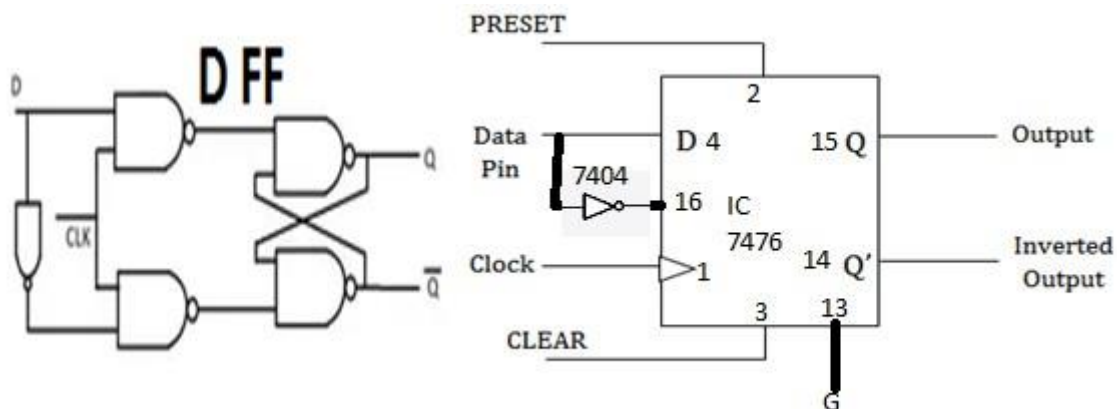 D FF
D
CLK
Q
Q̅
PRESET
2
Data
Pin
D 4
15 Q
Output
7404
16
IC
7476
Clock
1
14 Q’
Inverted
Output
3
13
CLEAR
G